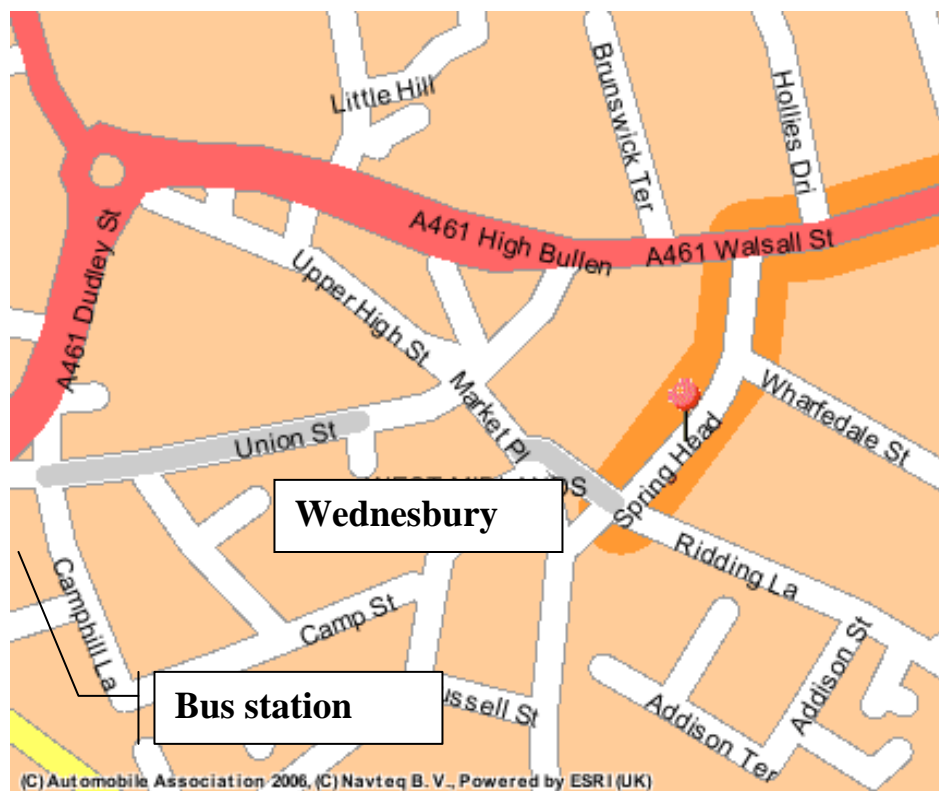 Little Hill
Brunswick Ter
Hollies Dri
A461 High Bullen
A461 Walsall St
A461 Dudley St
Upper High St
Market Pl
Union St
Wharfedale St
Spring Head
Wednesbury
Ridding La
Camphill La
Camp St
Addison St
Bus station
ussell St
Addison Ter
(C) Automobile Association 2006, (C) Navteq B. V., Powered by ESRI (UK)